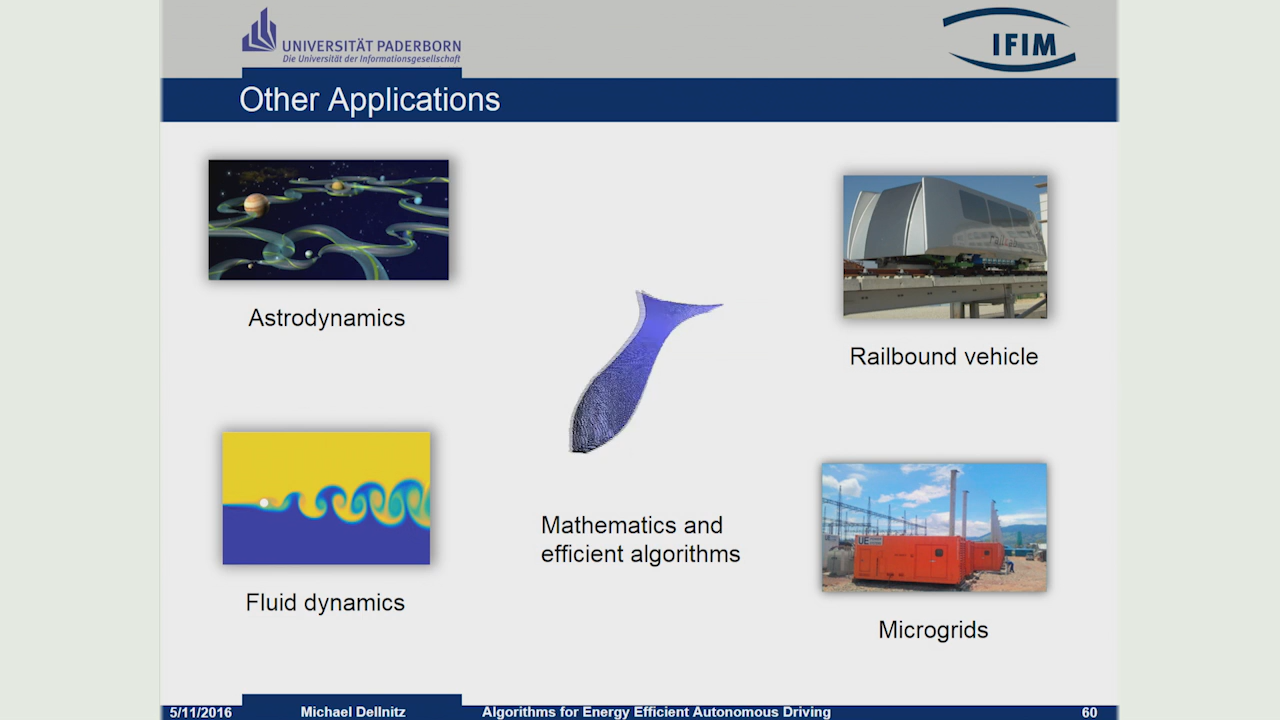 UNIVERSITÄT PADERBORN
Die Universität der Informationsgesellschaft
IFIM
Other Applications
Astrodynamics
Railbound vehicle
Mathematics and
efficient algorithms
UE
Fluid dynamics
Microgrids
5/11/2016
Michael Dellnitz
Algorithms for Energy Efficient Autonomous Driving
60